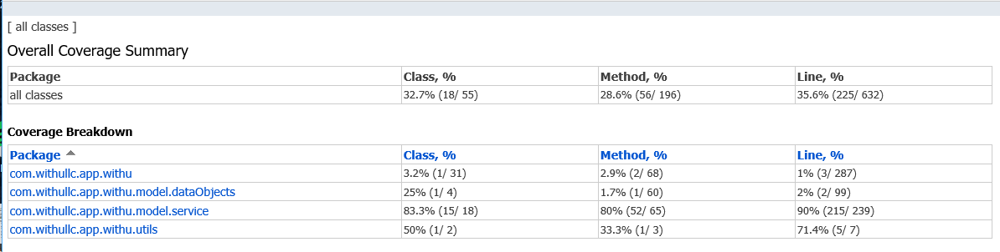 [ all classes ]
Overall Coverage Summary
Package Class, % Method, % Line, %
all classes 32.7% (18/ 55) 28.6% (56/ 196) 35.6% (225/ 632)
Coverage Breakdown
Package Class, % Method, % Line, %
com.withullc.app.withu 3.2% (1/ 31) 2.9% (2/ 68) 1% (3/ 287)
com.withullc.app.withu.model.dataObjects 25% (1/ 4) 1.7% (1/ 60) 2% (2/ 99)
com.withullc.app.withu.model.service 83.3% (15/ 18) 80% (52/ 65) 90% (215/ 239)
com.withullc.app.withu.utils 50% (1/ 2) 33.3% (1/ 3) 71.4% (5/ 7)